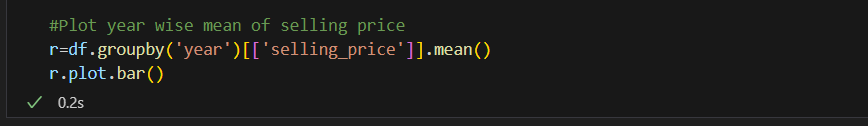 #Plot year wise mean of selling price
r=df.groupby('year')[['selling_price']].mean()
r.plot.bar()
0.2s